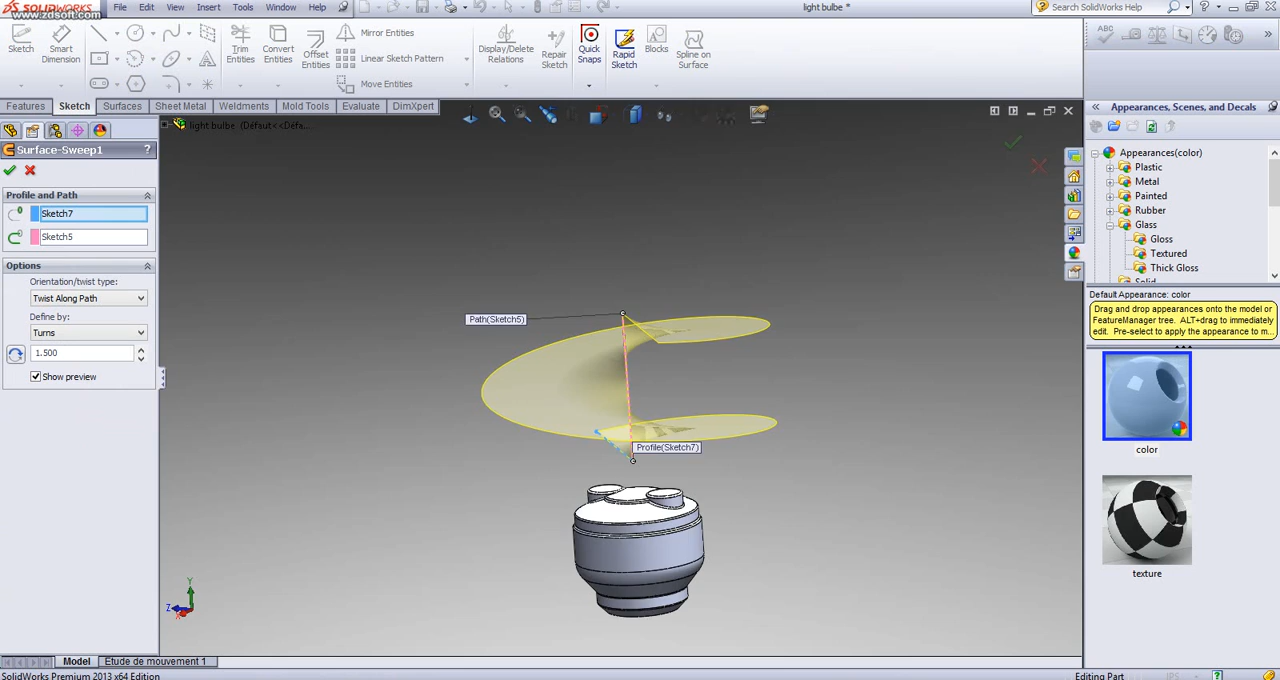 SOLIDWORKS
www.zdsoft.com
File Edit View Insert Tools Window Help
light bulbe *
Search SolidWorks Help
Sketch
Smart Dimension
Trim Entities
Convert Entities
Offset Entities
Mirror Entities
Linear Sketch Pattern
Move Entities
Display/Delete Relations
Repair Sketch
Quick Snaps
Rapid Sketch
Blocks
Spline on Surface
ABC
Features Sketch Surfaces Sheet Metal Weldments Mold Tools Evaluate DimXpert
light bulbe (Défaut<<Défa...
Surface-Sweep1 ?
Profile and Path
Sketch7
Sketch5
Options
Orientation/twist type:
Twist Along Path
Define by:
Turns
1.500
Show preview
Path(Sketch5)
Profile(Sketch7)
Y
Z
X
Appearances, Scenes, and Decals
Appearances(color)
Plastic
Metal
Painted
Rubber
Glass
Gloss
Textured
Thick Gloss
Solid
Default Appearance: color
Drag and drop appearances onto the model or
FeatureManager tree. ALT+drag to immediately
edit. Pre-select to apply the appearance to m...
color
texture
Model Etude de mouvement 1
SolidWorks Premium 2013 x64 Edition
Editing Part
IPS